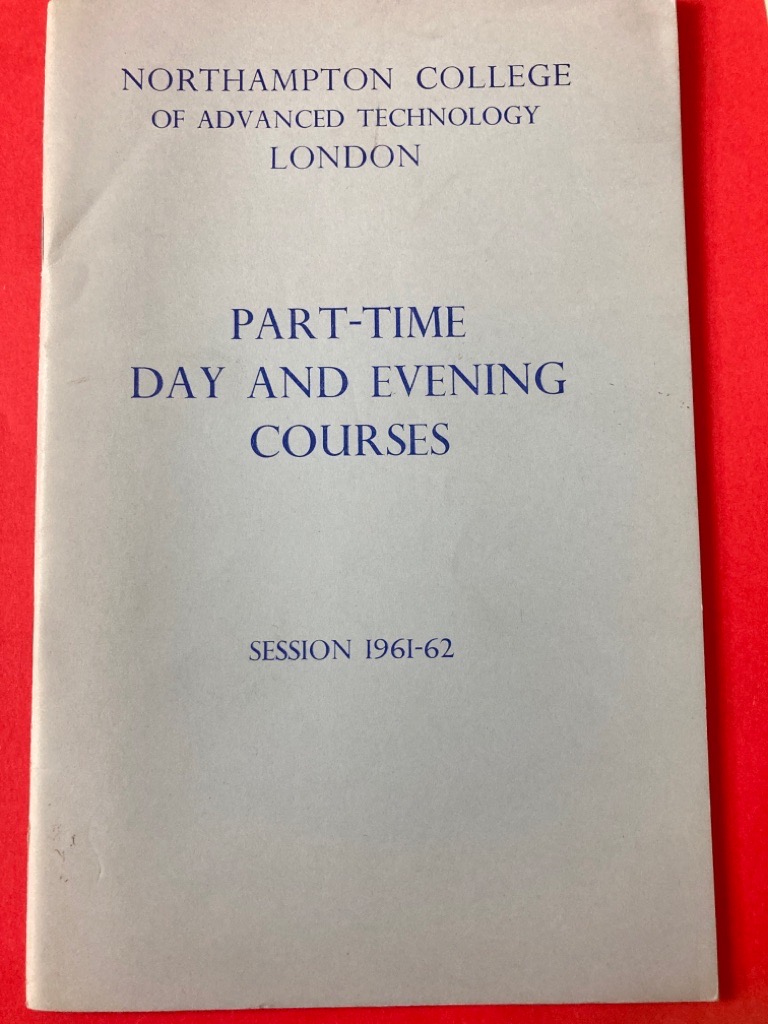 NORTHAMPTON COLLEGE
OF ADVANCED TECHNOLOGY
LONDON
PART-TIME
DAY AND EVENING
COURSES
SESSION 1961-62